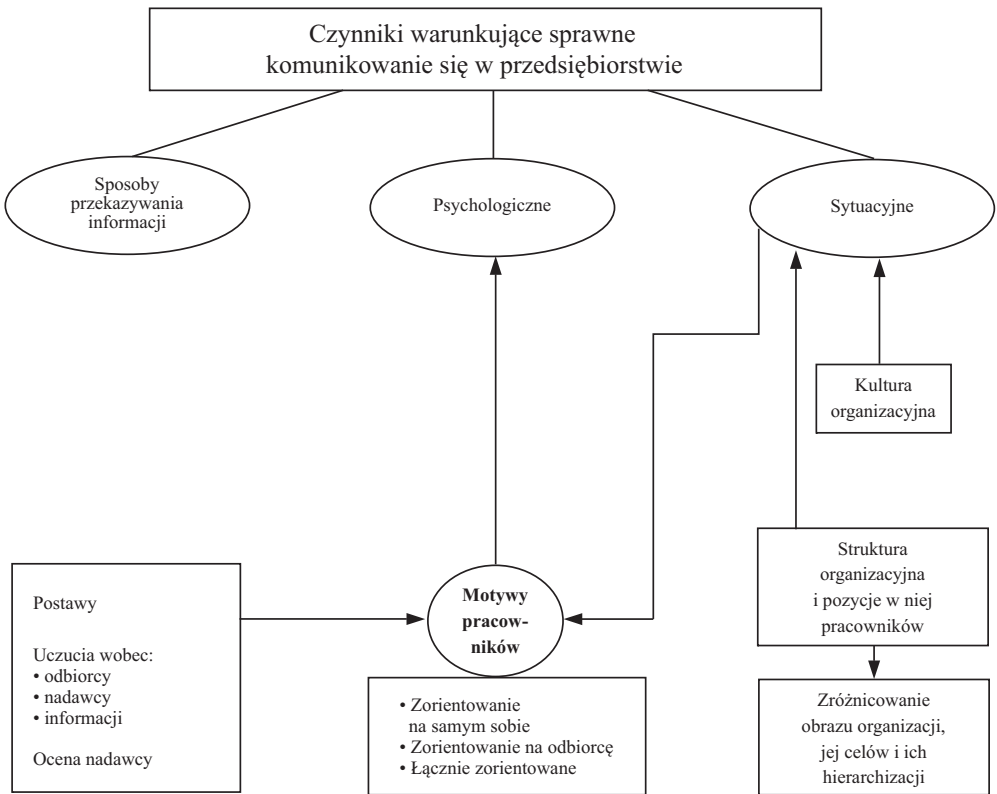 Czynniki warunkujące sprawne
komunikowanie się w przedsiębiorstwie
Sposoby
przekazywania
informacji
Psychologiczne
Sytuacyjne
Kultura
organizacyjna
Struktura
organizacyjna
i pozycje w niej
pracowników
Postawy
Uczucia wobec:
• odbiorcy
• nadawcy
• informacji
Ocena nadawcy
Motywy
pracow-
ników
• Zorientowanie
na samym sobie
• Zorientowanie na odbiorcę
• Łącznie zorientowane
Zróżnicowanie
obrazu organizacji,
jej celów i ich
hierarchizacji